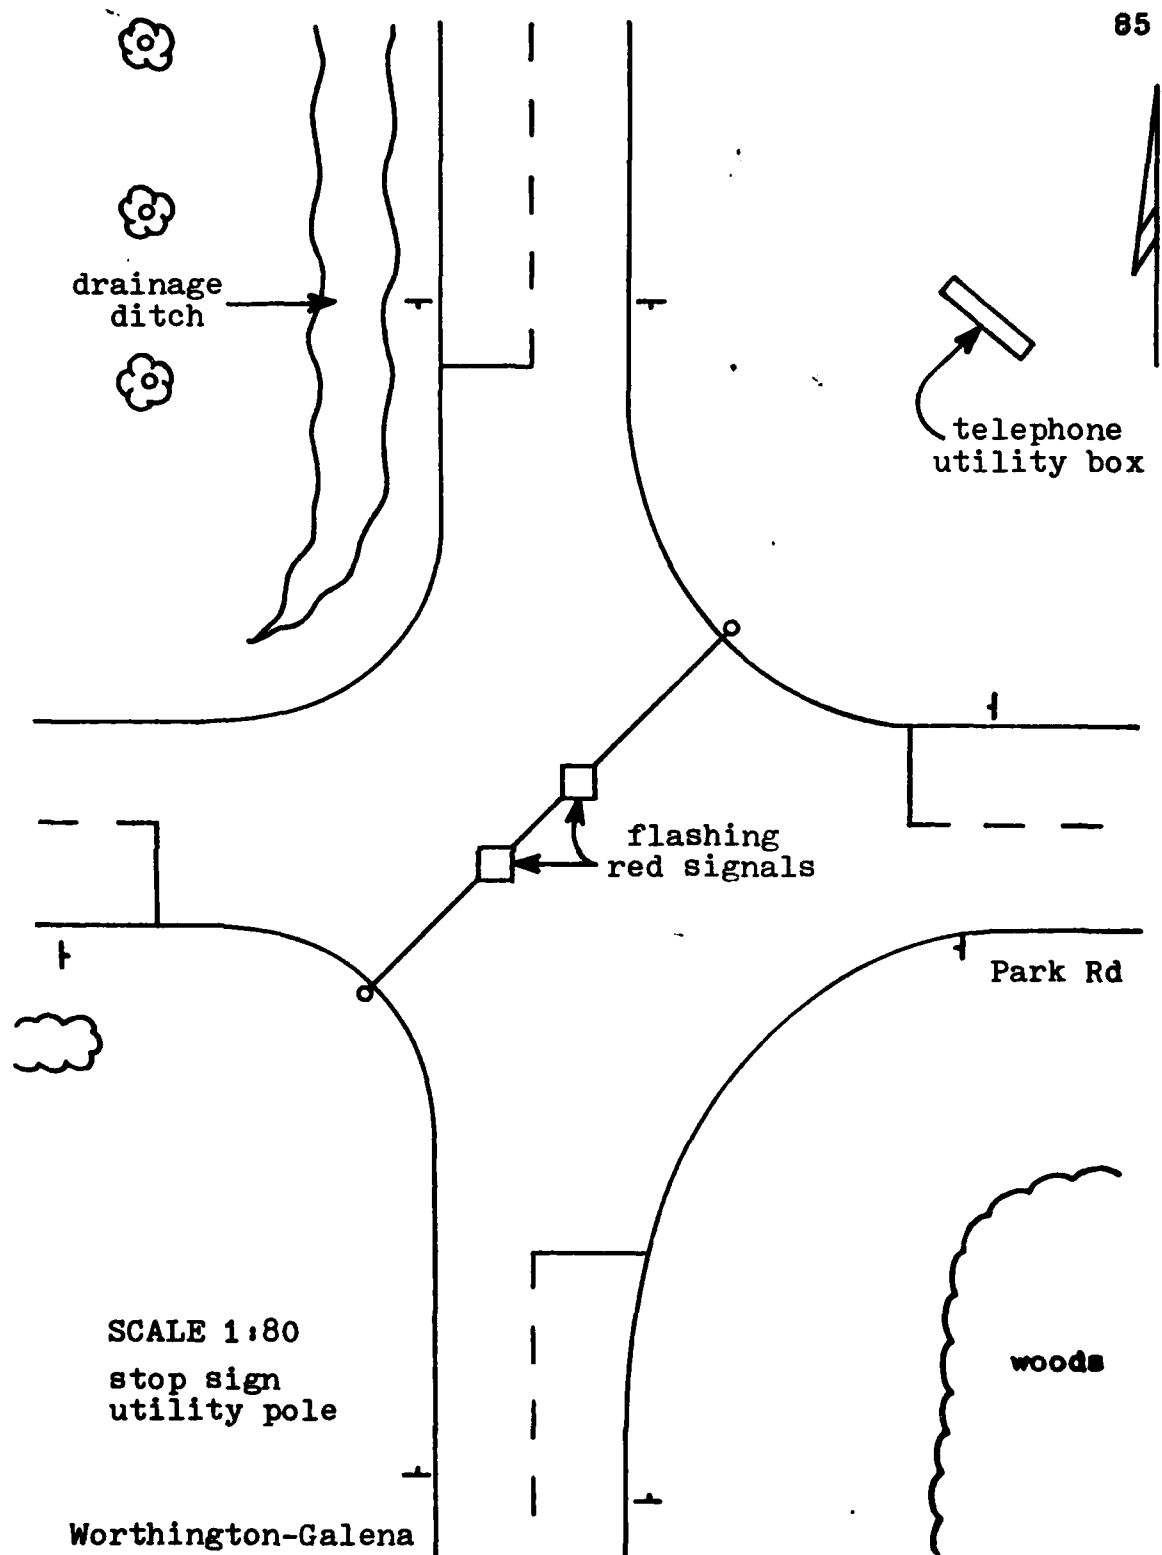 85
drainage
ditch
telephone
utility box
flashing
red signals
Park Rd
SCALE 1:80
stop sign
utility pole
woods
Worthington-Galena